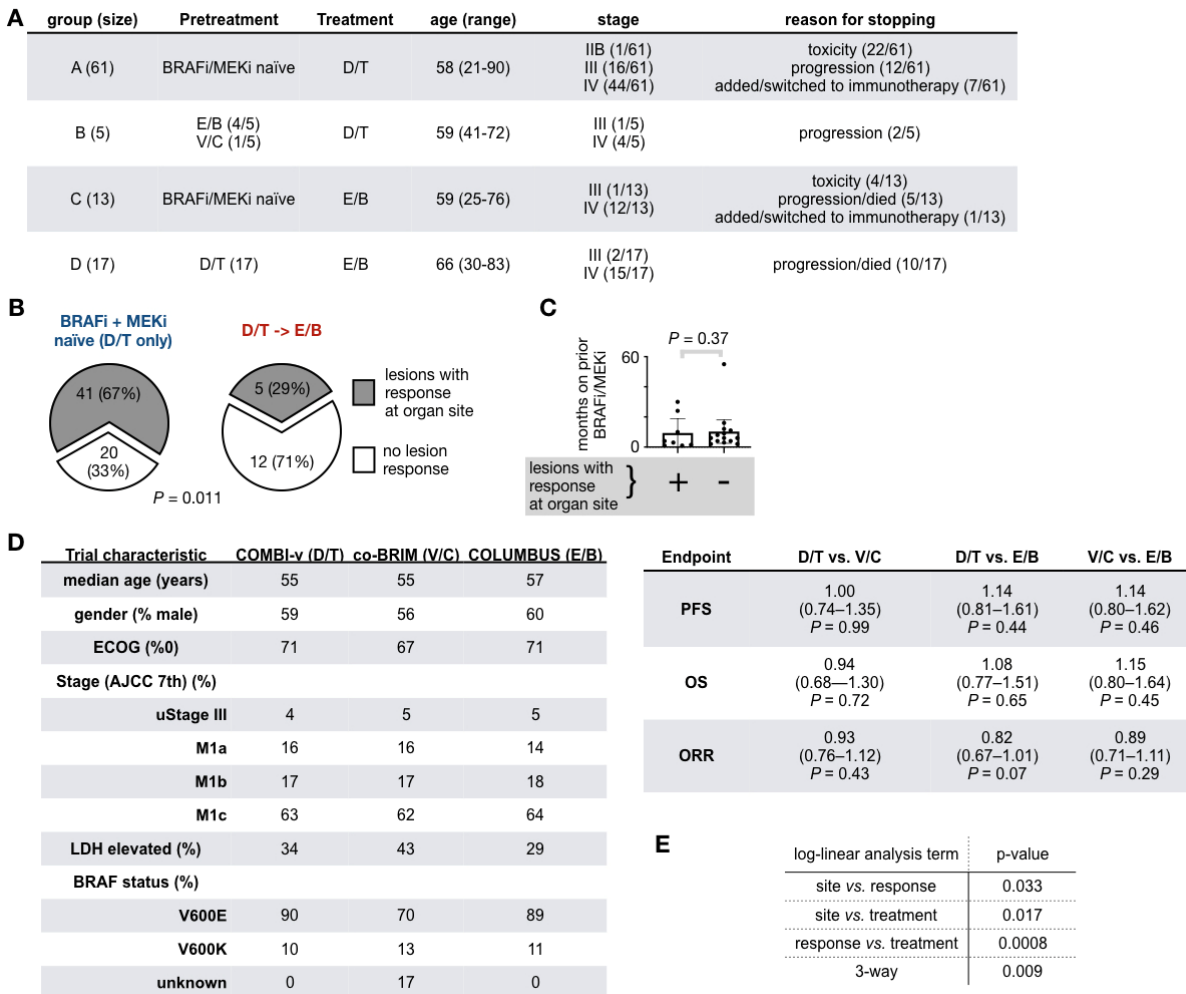 A
group (size) Pretreatment Treatment age (range) stage reason for stopping
A (61) BRAFi/MEKi naïve D/T 58 (21-90) IIB (1/61) toxicity (22/61)
III (16/61) progression (12/61)
IV (44/61) added/switched to immunotherapy (7/61)
B (5) E/B (4/5) D/T 59 (41-72) III (1/5) progression (2/5)
V/C (1/5) IV (4/5)
C (13) BRAFi/MEKi naïve E/B 59 (25-76) III (1/13) toxicity (4/13)
IV (12/13) progression/died (5/13)
added/switched to immunotherapy (1/13)
D (17) D/T (17) E/B 66 (30-83) III (2/17) progression/died (10/17)
IV (15/17)
B
BRAFi + MEKi
naïve (D/T only)
D/T -> E/B
41 (67%)
20
(33%)
5 (29%)
12 (71%)
P = 0.011
lesions with
response
at organ site
no lesion
response
C
P = 0.37
months on prior
BRAFi/MEKi
60
0
lesions with
response
at organ site
} + -
D
Trial characteristic COMBI-v (D/T) co-BRIM (V/C) COLUMBUS (E/B)
median age (years) 55 55 57
gender (% male) 59 56 60
ECOG (%0) 71 67 71
Stage (AJCC 7th) (%)
uStage III 4 5 5
M1a 16 16 14
M1b 17 17 18
M1c 63 62 64
LDH elevated (%) 34 43 29
BRAF status (%)
V600E 90 70 89
V600K 10 13 11
unknown 0 17 0
Endpoint D/T vs. V/C D/T vs. E/B V/C vs. E/B
PFS 1.00 1.14 1.14
(0.74–1.35) (0.81–1.61) (0.80–1.62)
P = 0.99 P = 0.44 P = 0.46
OS 0.94 1.08 1.15
(0.68-–1.30) (0.77–1.51) (0.80–1.64)
P = 0.72 P = 0.65 P = 0.45
ORR 0.93 0.82 0.89
(0.76–1.12) (0.67–1.01) (0.71–1.11)
P = 0.43 P = 0.07 P = 0.29
E
log-linear analysis term p-value
site vs. response 0.033
site vs. treatment 0.017
response vs. treatment 0.0008
3-way 0.009